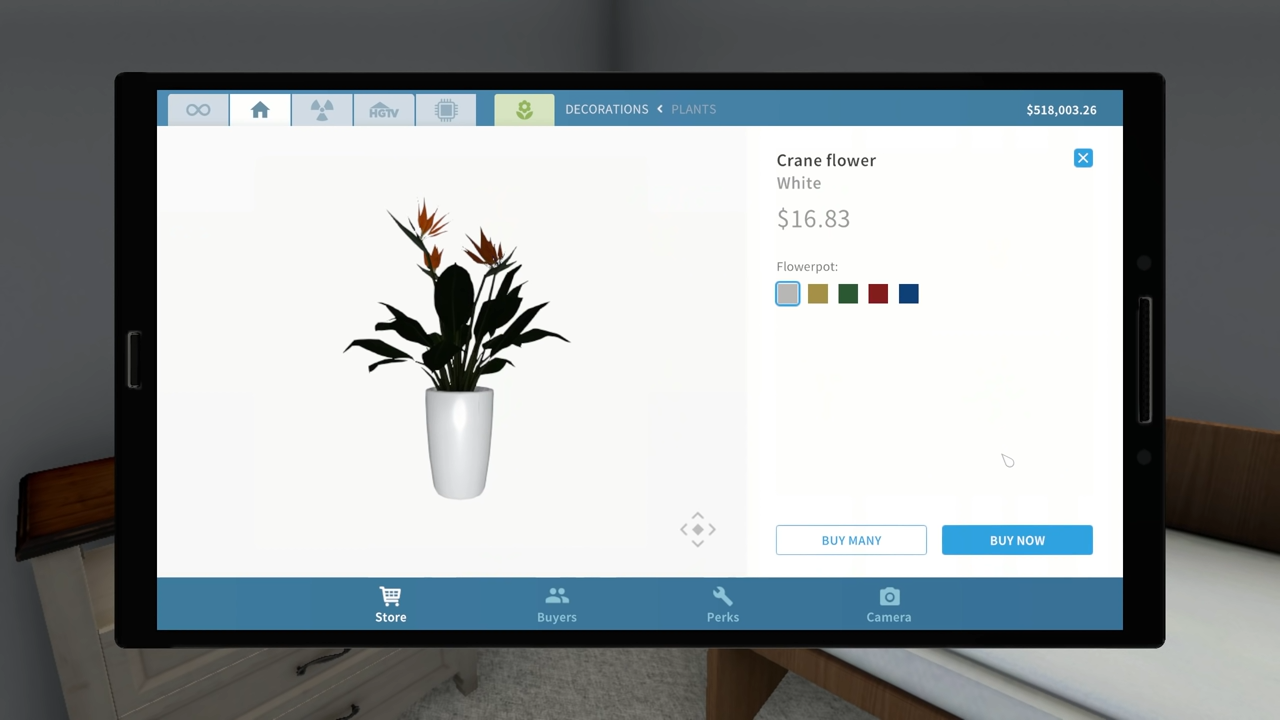 HGTV
DECORATIONS < PLANTS
$518,003.26
Crane flower
White
$16.83
Flowerpot:
BUY MANY
BUY NOW
Store
Buyers
Perks
Camera